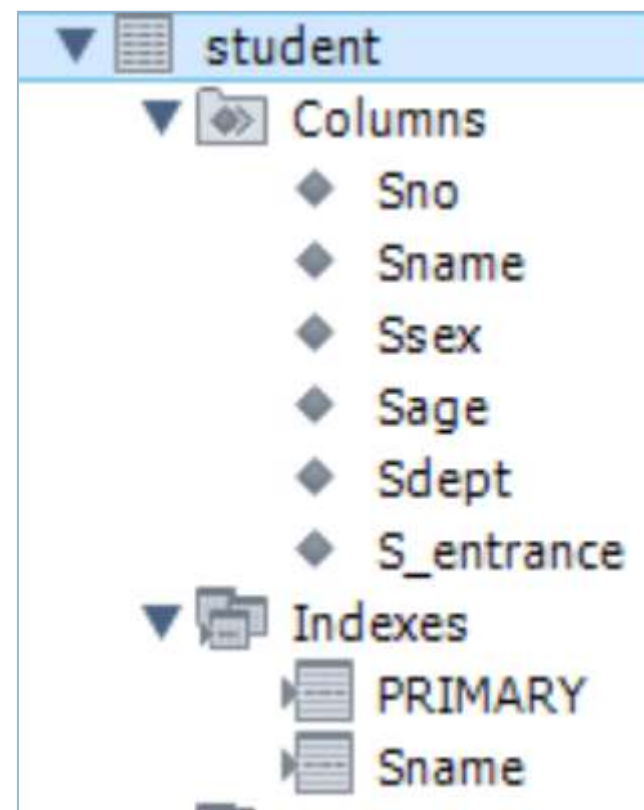 student
Columns
Sno
Sname
Ssex
Sage
Sdept
S_entrance
Indexes
PRIMARY
Sname